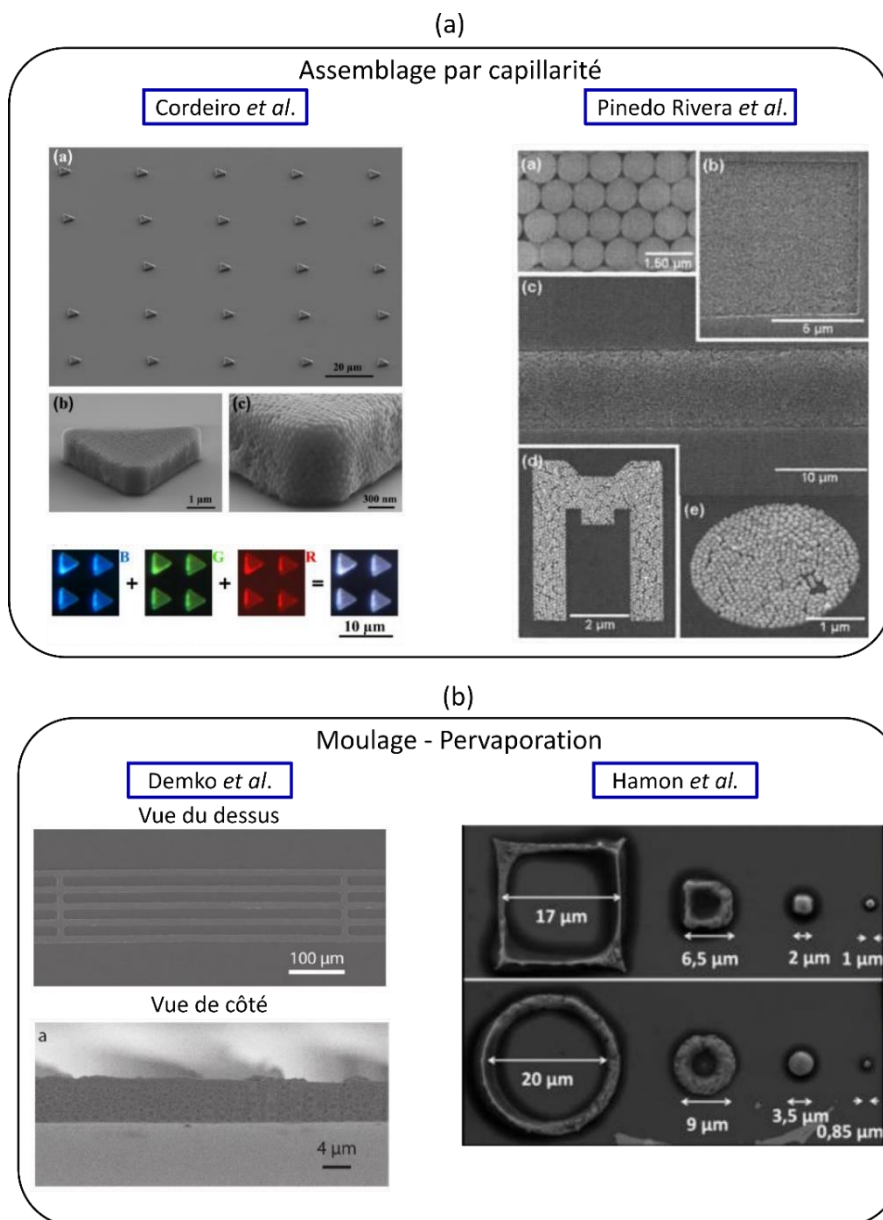 (a)
Assemblage par capillarité
Cordeiro et al.
Pinedo Rivera et al.
(a)
20 µm
(b)
1 µm
(c)
300 nm
B
+
G
+
R
=
10 µm
(a)
1.50 µm
(b)
5 µm
(c)
10 µm
(d)
2 µm
(e)
1 µm
(b)
Moulage - Pervaporation
Demko et al.
Vue du dessus
100 µm
Vue de côté
a
4 µm
Hamon et al.
17 µm
6,5 µm
2 µm
1 µm
20 µm
9 µm
3,5 µm
0,85 µm